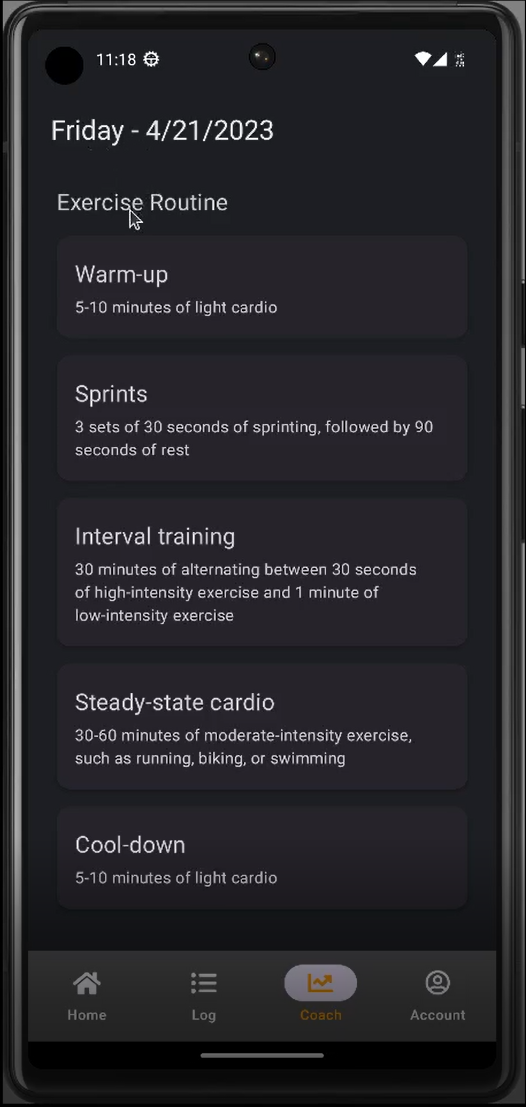 11:18
Friday - 4/21/2023
Exercise Routine
Warm-up
5-10 minutes of light cardio
Sprints
3 sets of 30 seconds of sprinting, followed by 90
seconds of rest
Interval training
30 minutes of alternating between 30 seconds
of high-intensity exercise and 1 minute of
low-intensity exercise
Steady-state cardio
30-60 minutes of moderate-intensity exercise,
such as running, biking, or swimming
Cool-down
5-10 minutes of light cardio
Home Log Coach Account